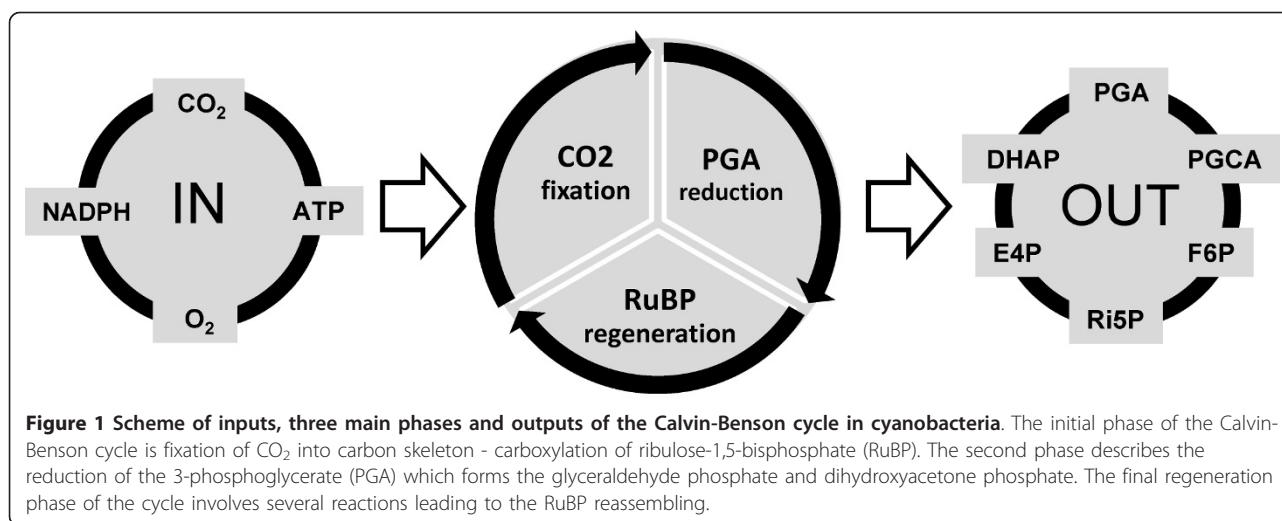 CO₂
IN
NADPH
ATP
O₂
CO2
fixation
PGA
reduction
RuBP
regeneration
PGA
DHAP
PGCA
OUT
E4P
F6P
Ri5P
Figure 1 Scheme of inputs, three main phases and outputs of the Calvin-Benson cycle in cyanobacteria. The initial phase of the Calvin-
Benson cycle is fixation of CO₂ into carbon skeleton - carboxylation of ribulose-1,5-bisphosphate (RuBP). The second phase describes the
reduction of the 3-phosphoglycerate (PGA) which forms the glyceraldehyde phosphate and dihydroxyacetone phosphate. The final regeneration
phase of the cycle involves several reactions leading to the RuBP reassembling.